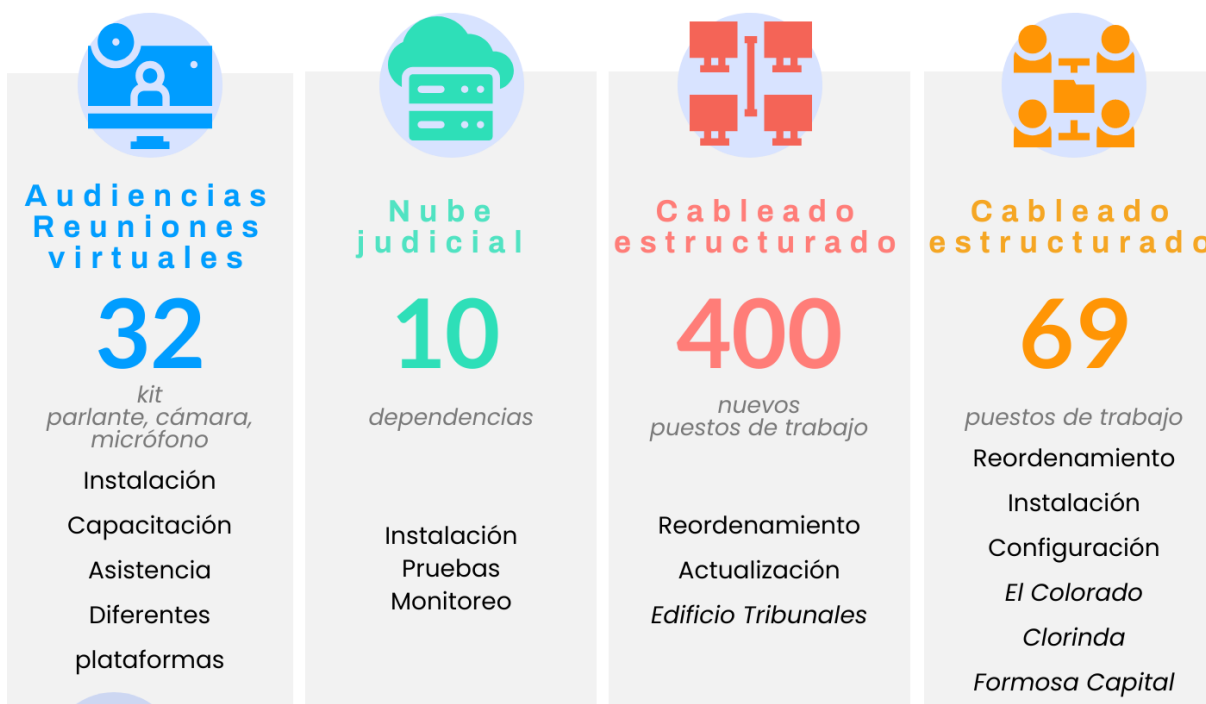 Audiencias
Reuniones
virtuales
32
kit
parlante, cámara,
micrófono
Instalación
Capacitación
Asistencia
Diferentes
plataformas
Nube
judicial
10
dependencias
Instalación
Pruebas
Monitoreo
Cableado
estructurado
400
nuevos
puestos de trabajo
Reordenamiento
Actualización
Edificio Tribunales
Cableado
estructurado
69
puestos de trabajo
Reordenamiento
Instalación
Configuración
El Colorado
Clorinda
Formosa Capital